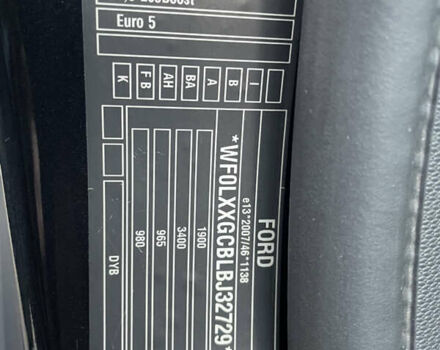 Euro 5
K
FB
AH
BA
A
B
I
FORD
e13*2007/46*1138
*WF0LXXGCBLBJ32729*
1900
3400
965
980
DYB